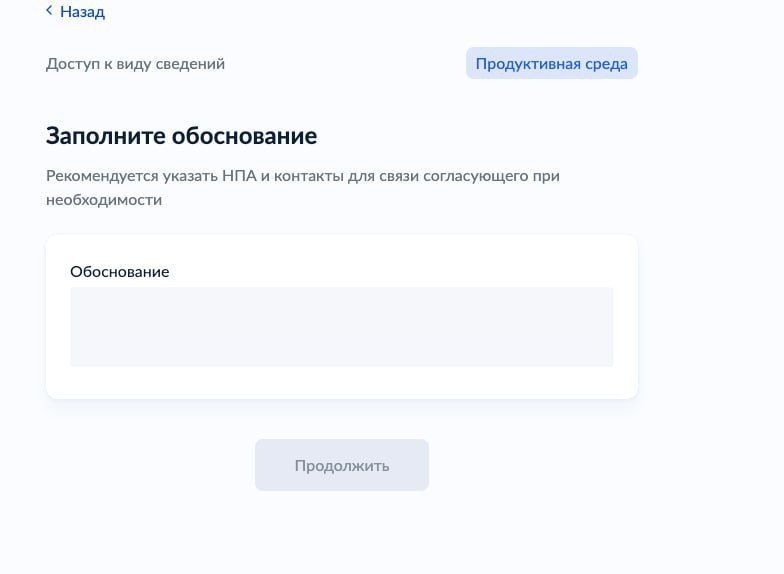 Назад
Доступ к виду сведений
Продуктивная среда
Заполните обоснование
Рекомендуется указать НПА и контакты для связи согласующего при
необходимости
Обоснование
Продолжить